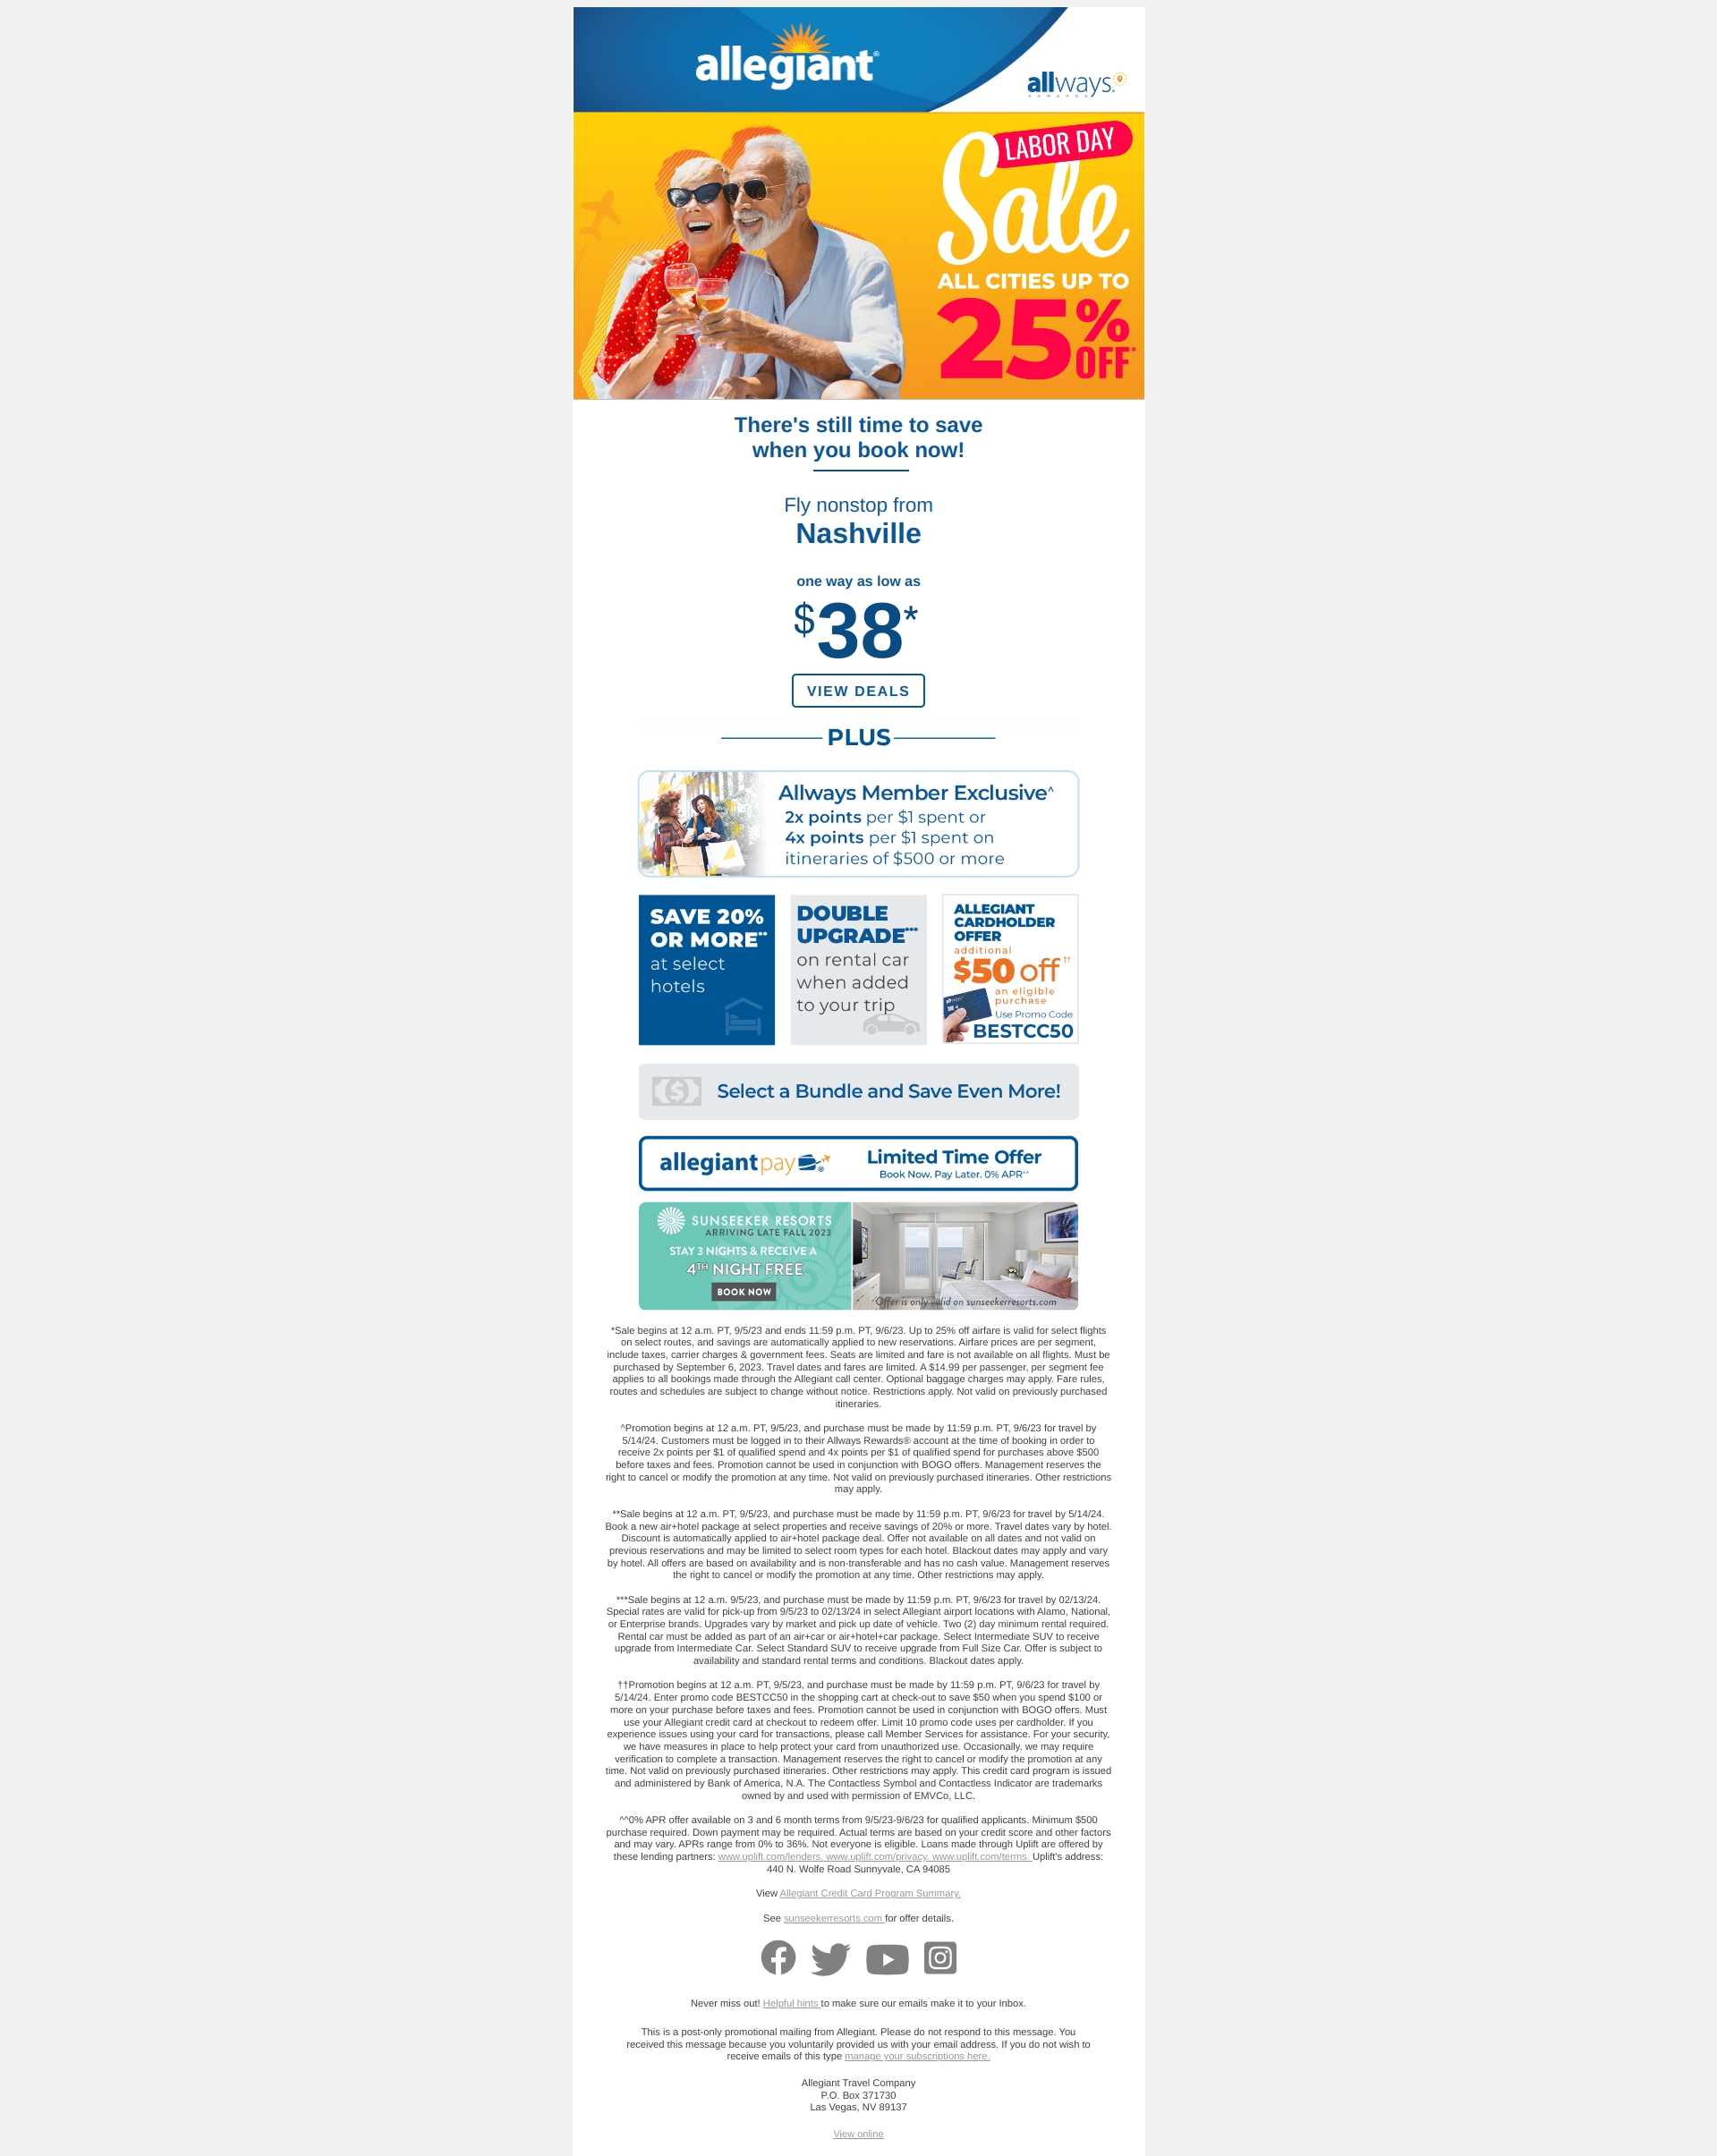 allegiant®
allways®
REWARDS
LABOR DAY
Sale
ALL CITIES UP TO
25% OFF*
There's still time to save
when you book now!
Fly nonstop from
Nashville
one way as low as
$38*
VIEW DEALS
PLUS
Allways Member Exclusive^
2x points per $1 spent or
4x points per $1 spent on
itineraries of $500 or more
SAVE 20%
OR MORE**
at select
hotels
DOUBLE
UPGRADE***
on rental car
when added
to your trip
ALLEGIANT
CARDHOLDER
OFFER
additional
$50 off††
an eligible
purchase
Use Promo Code
BESTCC50
Select a Bundle and Save Even More!
allegiantpay®
Limited Time Offer
Book Now. Pay Later. 0% APR^^
SUNSEEKER RESORTS
ARRIVING LATE FALL 2023
STAY 3 NIGHTS & RECEIVE A
4TH NIGHT FREE
BOOK NOW
^Offer is only valid on sunseekerresorts.com
*Sale begins at 12 a.m. PT, 9/5/23 and ends 11:59 p.m. PT, 9/6/23. Up to 25% off airfare is valid for select flights
on select routes, and savings are automatically applied to new reservations. Airfare prices are per segment,
include taxes, carrier charges & government fees. Seats are limited and fare is not available on all flights. Must be
purchased by September 6, 2023. Travel dates and fares are limited. A $14.99 per passenger, per segment fee
applies to all bookings made through the Allegiant call center. Optional baggage charges may apply. Fare rules,
routes and schedules are subject to change without notice. Restrictions apply. Not valid on previously purchased
itineraries.
^Promotion begins at 12 a.m. PT, 9/5/23, and purchase must be made by 11:59 p.m. PT, 9/6/23 for travel by
5/14/24. Customers must be logged in to their Allways Rewards® account at the time of booking in order to
receive 2x points per $1 of qualified spend and 4x points per $1 of qualified spend for purchases above $500
before taxes and fees. Promotion cannot be used in conjunction with BOGO offers. Management reserves the
right to cancel or modify the promotion at any time. Not valid on previously purchased itineraries. Other restrictions
may apply.
**Sale begins at 12 a.m. PT, 9/5/23, and purchase must be made by 11:59 p.m. PT, 9/6/23 for travel by 5/14/24.
Book a new air+hotel package at select properties and receive savings of 20% or more. Travel dates vary by hotel.
Discount is automatically applied to air+hotel package deal. Offer not available on all dates and not valid on
previous reservations and may be limited to select room types for each hotel. Blackout dates may apply and vary
by hotel. All offers are based on availability and is non-transferable and has no cash value. Management reserves
the right to cancel or modify the promotion at any time. Other restrictions may apply.
***Sale begins at 12 a.m. 9/5/23, and purchase must be made by 11:59 p.m. PT, 9/6/23 for travel by 02/13/24.
Special rates are valid for pick-up from 9/5/23 to 02/13/24 in select Allegiant airport locations with Alamo, National,
or Enterprise brands. Upgrades vary by market and pick up date of vehicle. Two (2) day minimum rental required.
Rental car must be added as part of an air+car or air+hotel+car package. Select Intermediate SUV to receive
upgrade from Intermediate Car. Select Standard SUV to receive upgrade from Full Size Car. Offer is subject to
availability and standard rental terms and conditions. Blackout dates apply.
††Promotion begins at 12 a.m. PT, 9/5/23, and purchase must be made by 11:59 p.m. PT, 9/6/23 for travel by
5/14/24. Enter promo code BESTCC50 in the shopping cart at check-out to save $50 when you spend $100 or
more on your purchase before taxes and fees. Promotion cannot be used in conjunction with BOGO offers. Must
use your Allegiant credit card at checkout to redeem offer. Limit 10 promo code uses per cardholder. If you
experience issues using your card for transactions, please call Member Services for assistance. For your security,
we have measures in place to help protect your card from unauthorized use. Occasionally, we may require
verification to complete a transaction. Management reserves the right to cancel or modify the promotion at any
time. Not valid on previously purchased itineraries. Other restrictions may apply. This credit card program is issued
and administered by Bank of America, N.A. The Contactless Symbol and Contactless Indicator are trademarks
owned by and used with permission of EMVCo, LLC.
^^0% APR offer available on 3 and 6 month terms from 9/5/23-9/6/23 for qualified applicants. Minimum $500
purchase required. Down payment may be required. Actual terms are based on your credit score and other factors
and may vary. APRs range from 0% to 36%. Not everyone is eligible. Loans made through Uplift are offered by
these lending partners: www.uplift.com/lenders. www.uplift.com/privacy. www.uplift.com/terms. Uplift's address:
440 N. Wolfe Road Sunnyvale, CA 94085
View Allegiant Credit Card Program Summary.
See sunseekerresorts.com for offer details.
Never miss out! Helpful hints to make sure our emails make it to your Inbox.
This is a post-only promotional mailing from Allegiant. Please do not respond to this message. You
received this message because you voluntarily provided us with your email address. If you do not wish to
receive emails of this type manage your subscriptions here.
Allegiant Travel Company
P.O. Box 371730
Las Vegas, NV 89137
View online